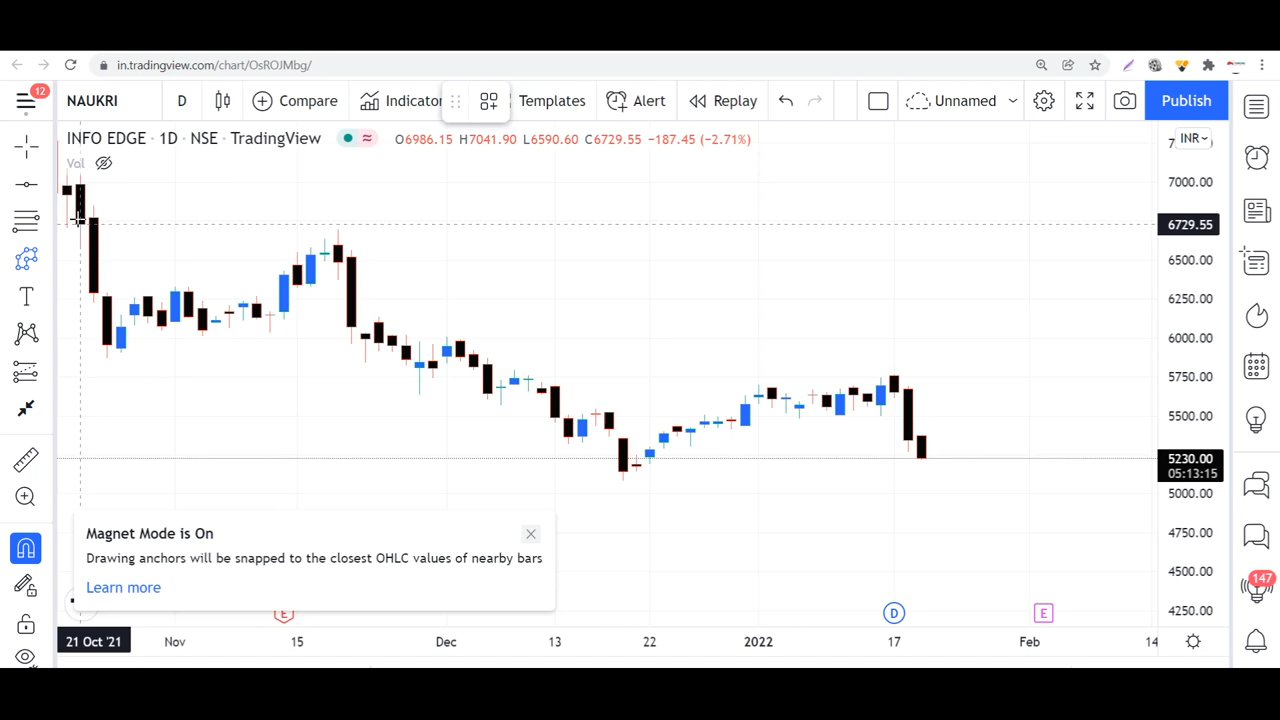 in.tradingview.com/chart/OsROJMbg/
12
NAUKRI D Compare Indicator Templates Alert Replay Unnamed Publish
INFO EDGE · 1D · NSE · TradingView O6986.15 H7041.90 L6590.60 C6729.55 −187.45 (−2.71%)
INR
Vol
7000.00
6729.55
6500.00
6250.00
6000.00
5750.00
5500.00
5230.00
05:13:15
5000.00
4750.00
4500.00
4250.00
Magnet Mode is On
Drawing anchors will be snapped to the closest OHLC values of nearby bars
Learn more
147
E D E
21 Oct '21 Nov 15 Dec 13 22 2022 17 Feb 14
T